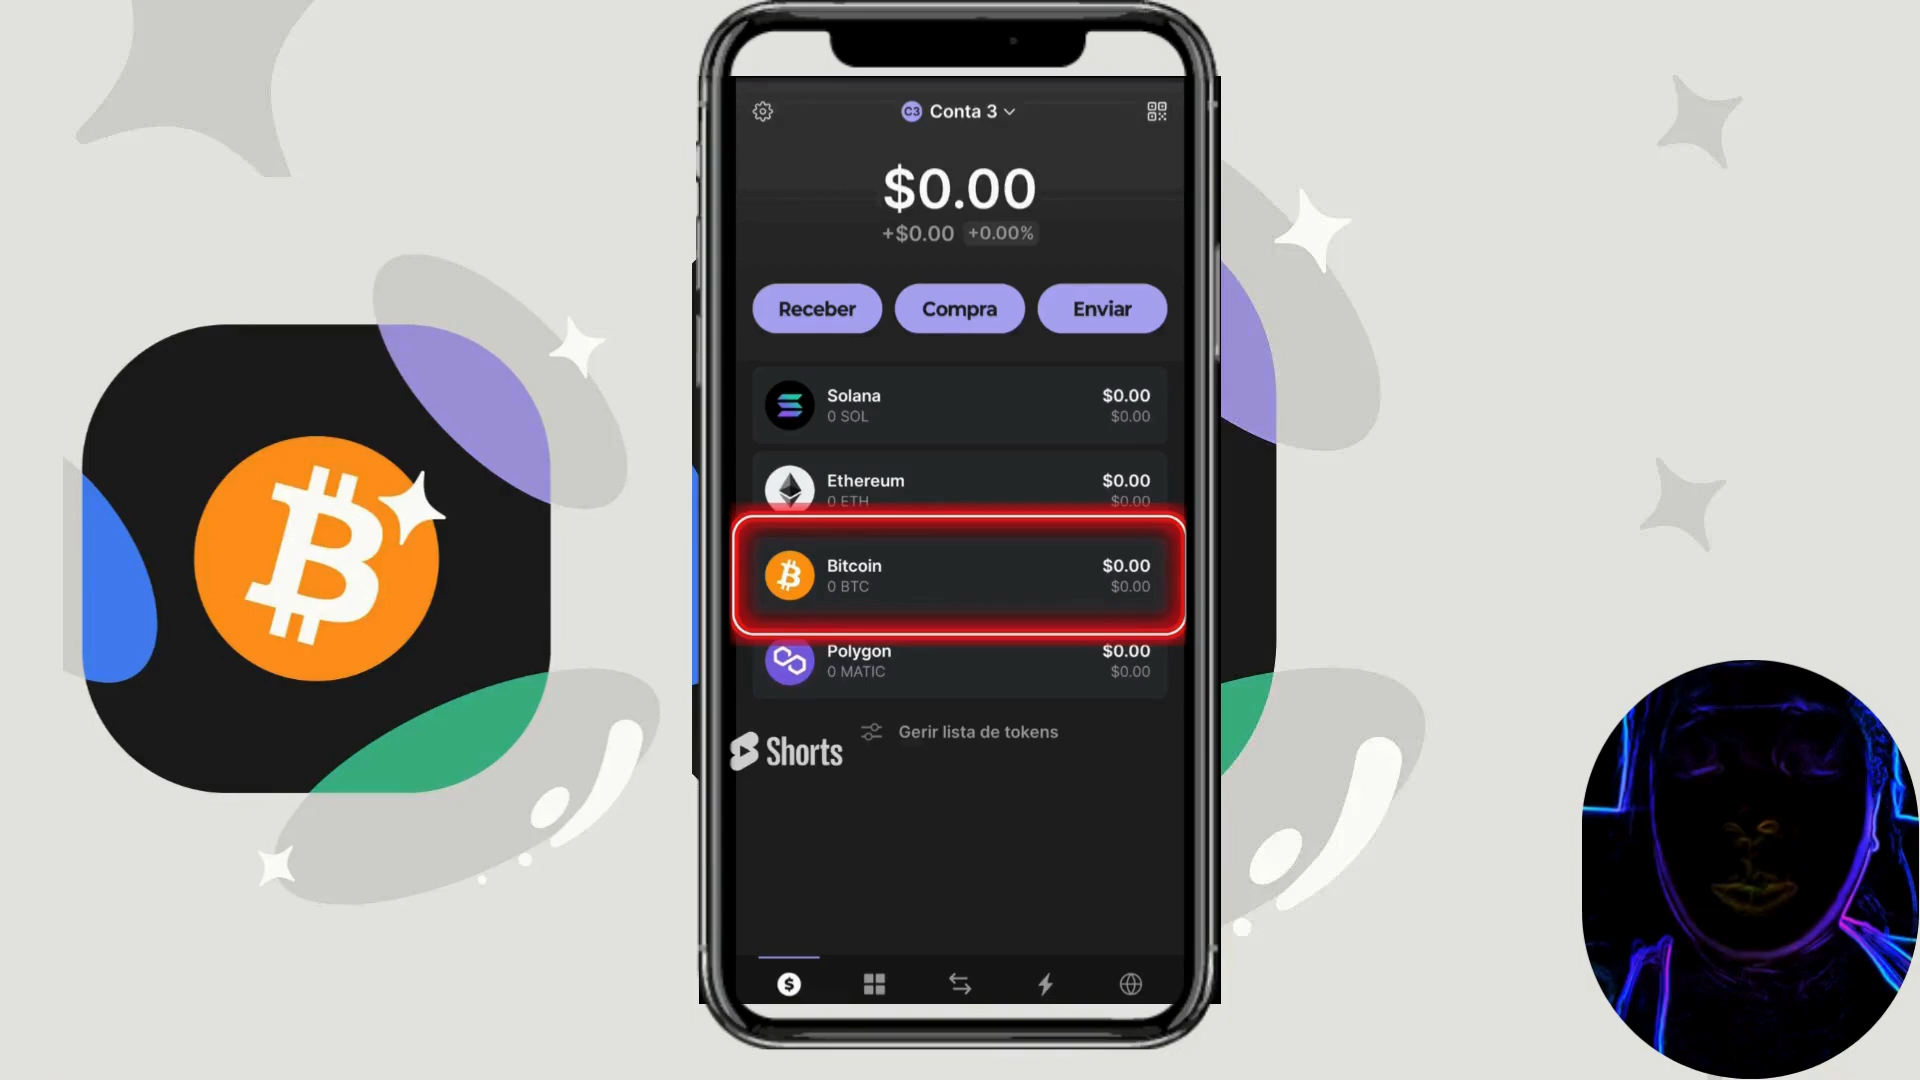 C3 Conta 3
$0.00
+$0.00 +0.00%
Receber Compra Enviar
Solana $0.00
0 SOL $0.00
Ethereum $0.00
0 ETH $0.00
Bitcoin $0.00
0 BTC $0.00
Polygon $0.00
0 MATIC $0.00
Gerir lista de tokens
Shorts